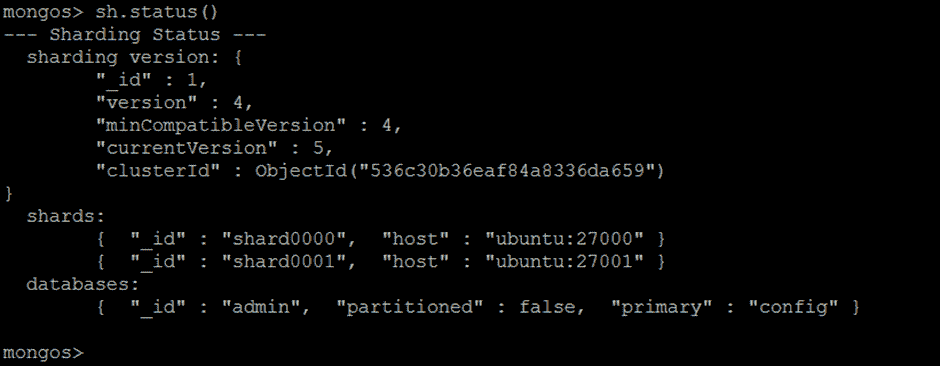 mongos> sh.status()
--- Sharding Status ---
  sharding version: {
        "_id" : 1,
        "version" : 4,
        "minCompatibleVersion" : 4,
        "currentVersion" : 5,
        "clusterId" : ObjectId("536c30b36eaf84a8336da659")
}
  shards:
        {  "_id" : "shard0000",  "host" : "ubuntu:27000" }
        {  "_id" : "shard0001",  "host" : "ubuntu:27001" }
  databases:
        {  "_id" : "admin",  "partitioned" : false,  "primary" : "config" }

mongos>